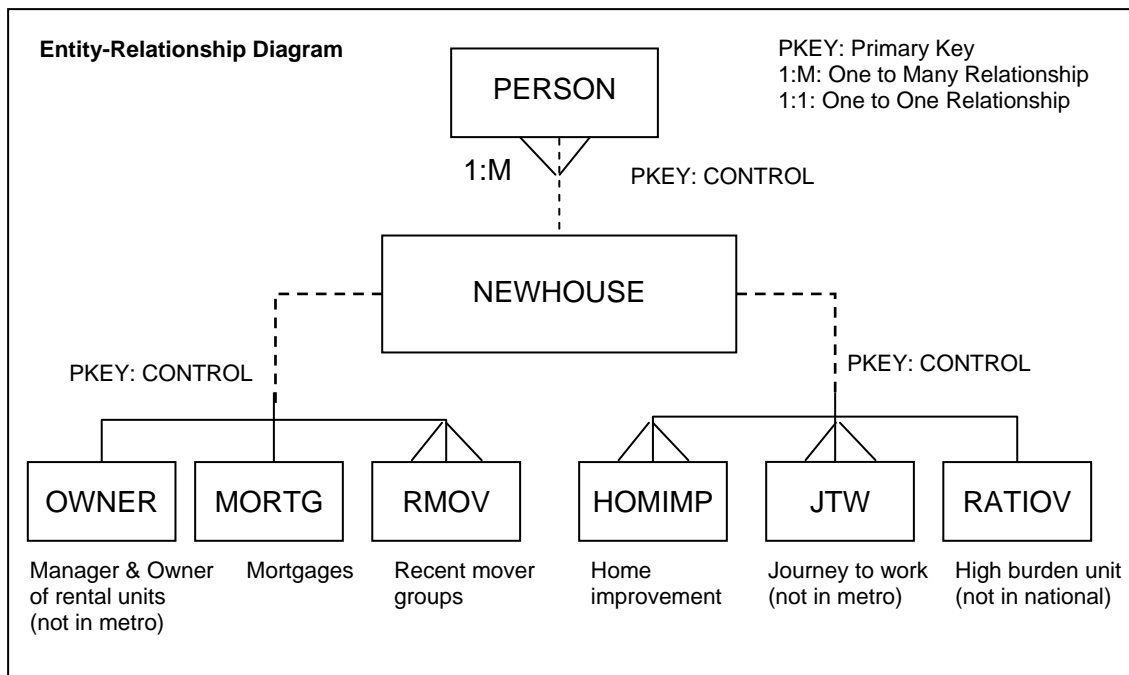 Entity-Relationship Diagram
PKEY: Primary Key
1:M: One to Many Relationship
1:1: One to One Relationship
PERSON
1:M
PKEY: CONTROL
NEWHOUSE
PKEY: CONTROL
PKEY: CONTROL
OWNER
MORTG
RMOV
HOMIMP
JTW
RATIOV
Manager & Owner
of rental units
(not in metro)
Mortgages
Recent mover
groups
Home
improvement
Journey to work
(not in metro)
High burden unit
(not in national)